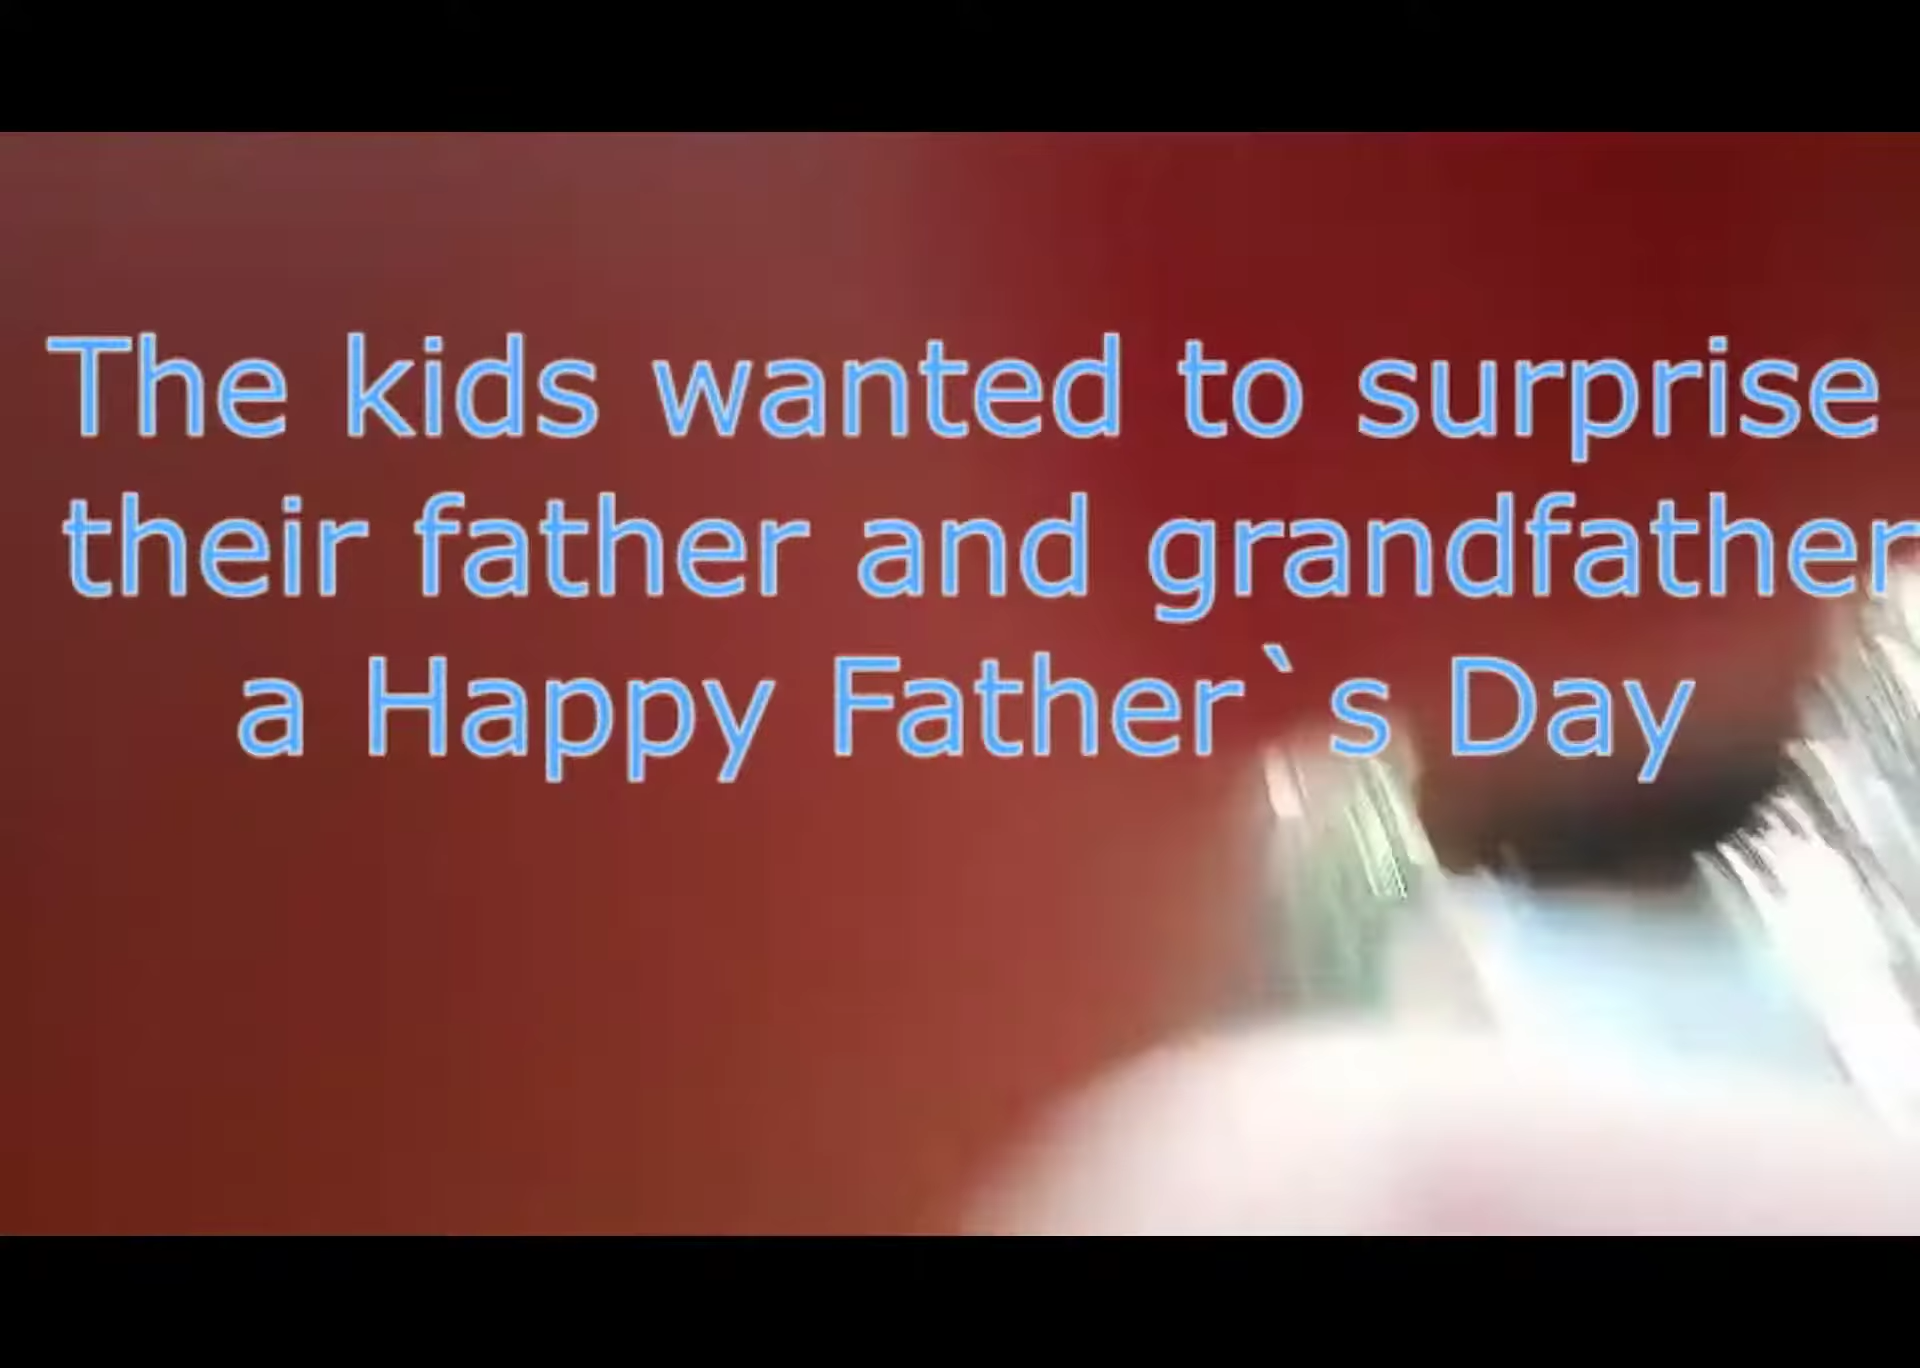 The kids wanted to surprise
their father and grandfather
a Happy Father`s Day